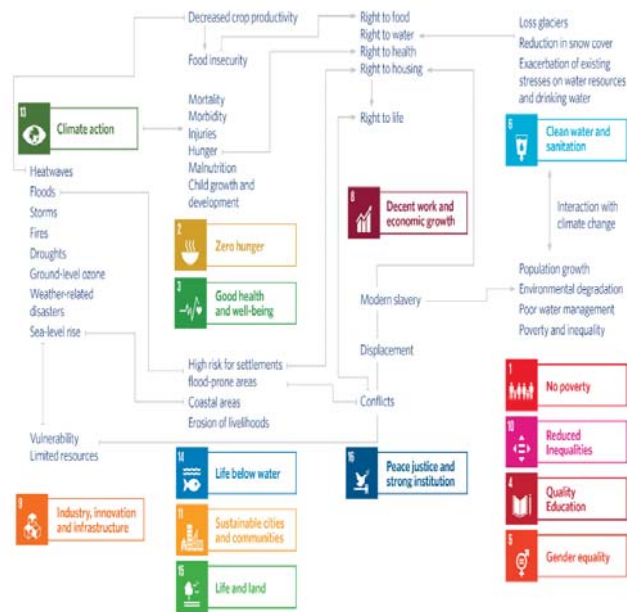 Decreased crop productivity
Food insecurity
Right to food
Right to water
Right to health
Right to housing
Right to life
Loss glaciers
Reduction in snow cover
Exacerbation of existing
stresses on water resources
and drinking water
13
Climate action
Mortality
Morbidity
Injuries
Hunger
Malnutrition
Child growth and
development
6
Clean water and
sanitation
Heatwaves
Floods
Storms
Fires
Droughts
Ground-level ozone
Weather-related
disasters
Sea-level rise
2
Zero hunger
3
Good health
and well-being
8
Decent work and
economic growth
Interaction with
climate change
Population growth
Environmental degradation
Poor water management
Poverty and inequality
Modern slavery
Displacement
Conflicts
High risk for settlements
flood-prone areas
Coastal areas
Erosion of livelihoods
Vulnerability
Limited resources
9
Industry, innovation
and infrastructure
14
Life below water
11
Sustainable cities
and communities
15
Life and land
16
Peace justice and
strong institution
1
No poverty
10
Reduced
Inequalities
4
Quality
Education
5
Gender equality